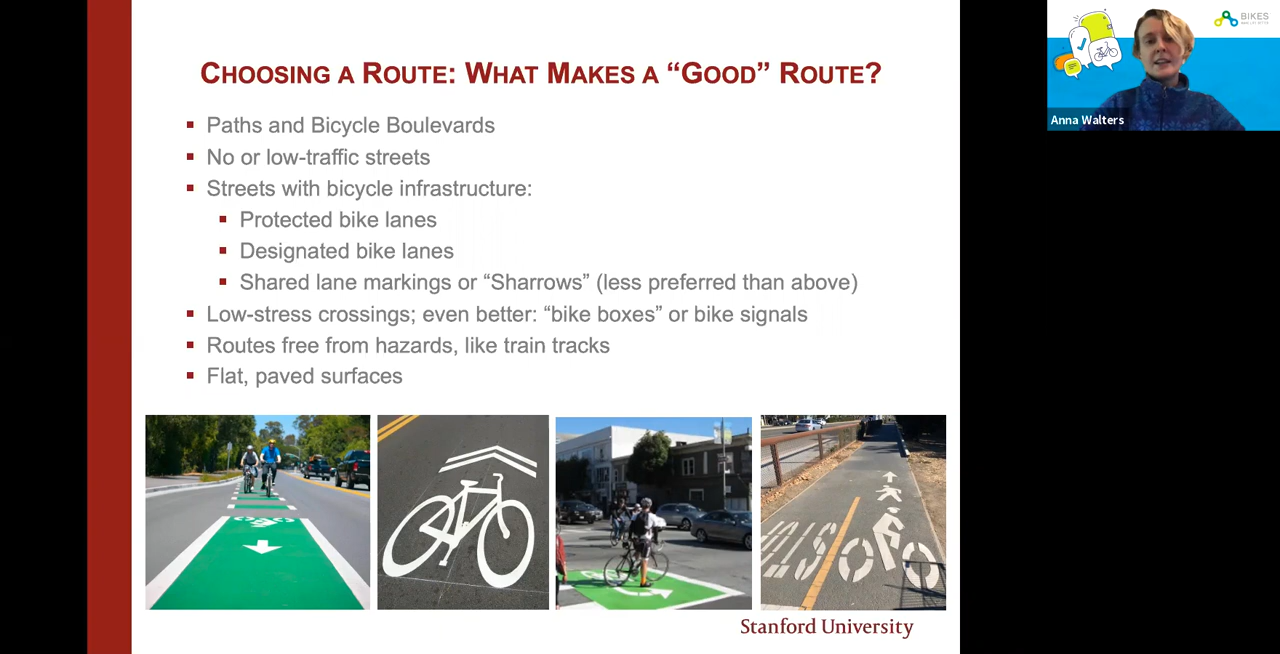 CHOOSING A ROUTE: WHAT MAKES A “GOOD” ROUTE?
Paths and Bicycle Boulevards
No or low-traffic streets
Streets with bicycle infrastructure:
Protected bike lanes
Designated bike lanes
Shared lane markings or “Sharrows” (less preferred than above)
Low-stress crossings; even better: “bike boxes” or bike signals
Routes free from hazards, like train tracks
Flat, paved surfaces
Stanford University
BIKES
Anna Walters